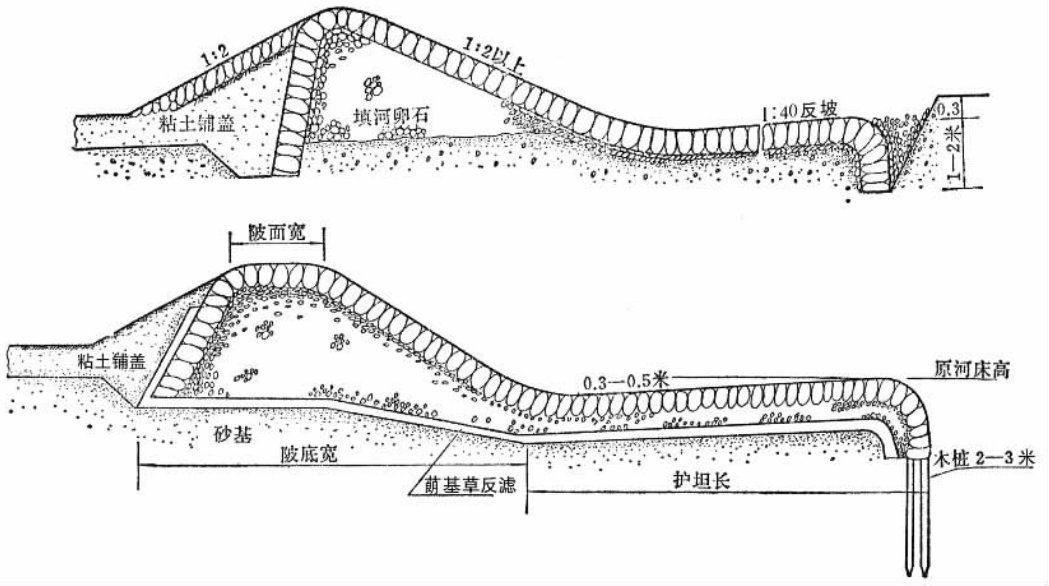 1:2
1:2以上
粘土铺盖
填河卵石
1:40反坡
0.3
1—2米
陂面宽
粘土铺盖
0.3—0.5米
原河床高
砂基
陂底宽
木桩2—3米
萠基草反滤
护坦长